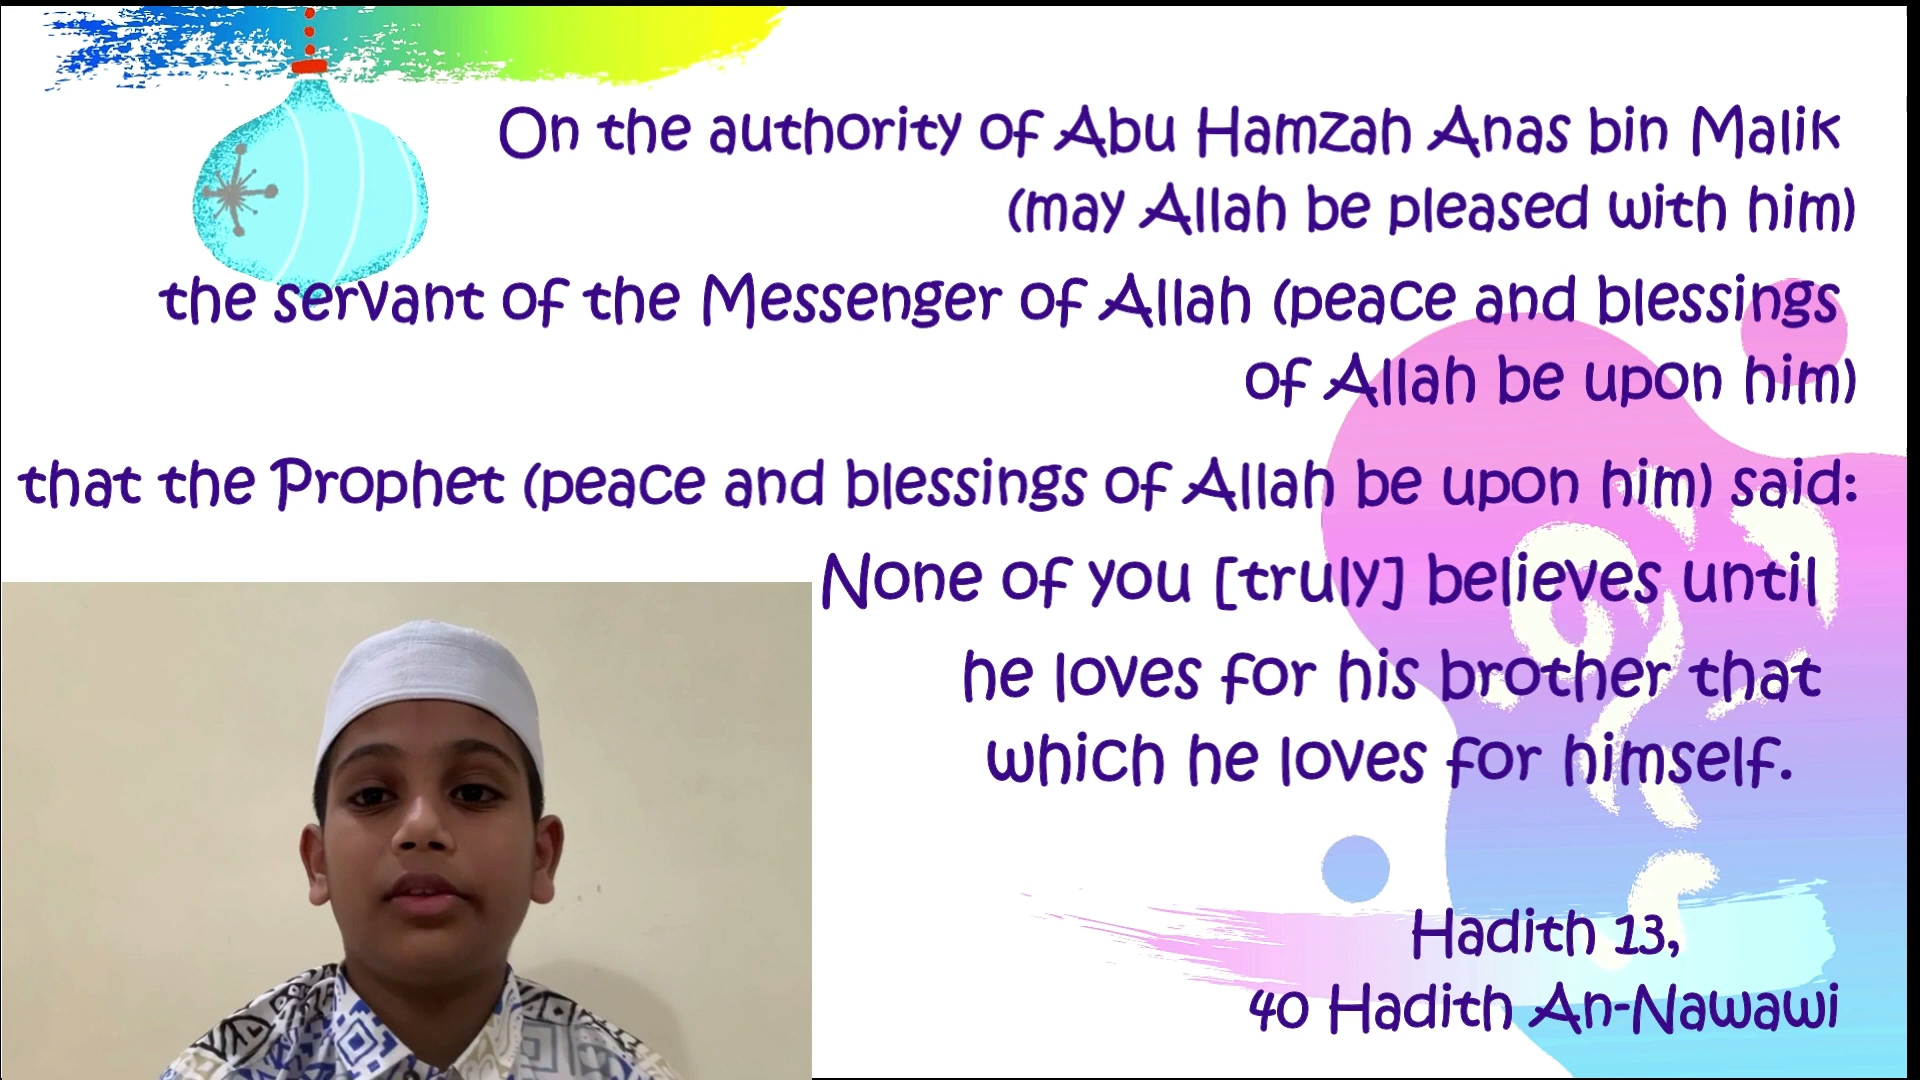 On the authority of Abu Hamzah Anas bin Malik
(may Allah be pleased with him)
the servant of the Messenger of Allah (peace and blessings
of Allah be upon him)
that the Prophet (peace and blessings of Allah be upon him) said:
None of you [truly] believes until
he loves for his brother that
which he loves for himself.
Hadith 13,
40 Hadith An-Nawawi